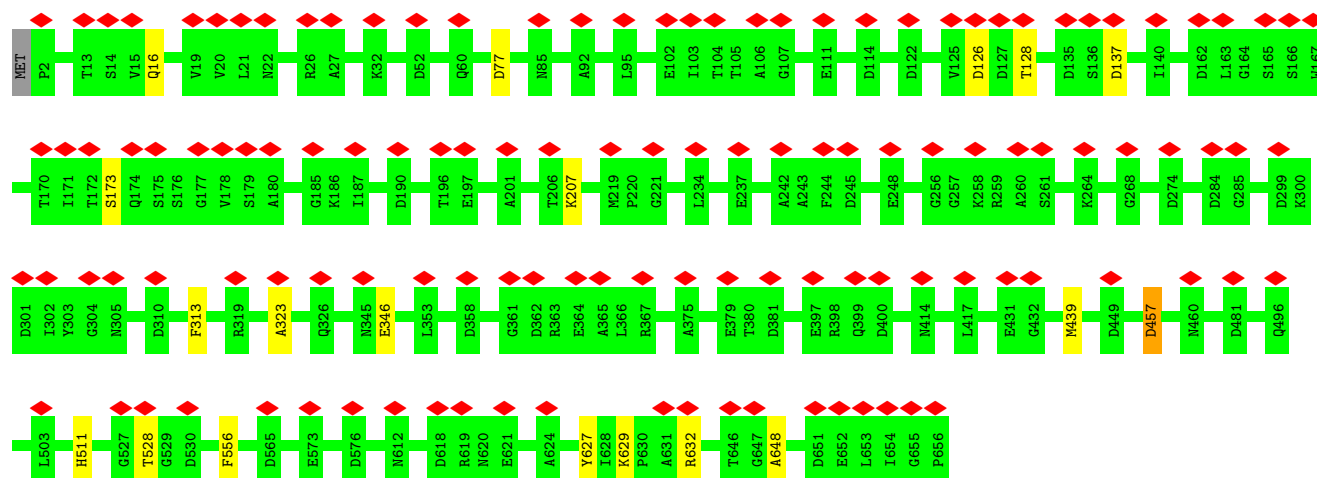 MET P2 T13 S14 V15 Q16 V19 V20 L21 N22 R26 A27 K32 D52 Q60 D77 N85 A92 L95 E102 I103 T104 T105 A106 G107 E111 D114 D122 V125 D126 D127 T128 D135 S136 D137 I140 D162 L163 G164 S165 S166 W167
T170 I171 T172 S173 Q174 S175 S176 G177 V178 S179 A180 G185 K186 I187 D190 T196 E197 A201 T206 K207 M219 P220 G221 L234 E237 A242 A243 F244 D245 E248 G256 G257 K258 R259 A260 S261 K264 G268 D274 D284 G285 D299 K300
D301 I302 Y303 G304 N305 D310 F313 R319 A323 Q326 N345 E346 L353 D358 G361 D362 R363 E364 A365 L366 R367 A375 E379 T380 D381 E397 R398 Q399 D400 N414 L417 E431 G432 M439 D449 D457 N460 D481 Q496
L503 H511 G527 T528 G529 D530 F556 D565 E573 D576 N612 D618 R619 N620 E621 A624 Y627 I628 K629 P630 A631 R632 T646 G647 A648 D651 E652 L653 I654 G655 P656